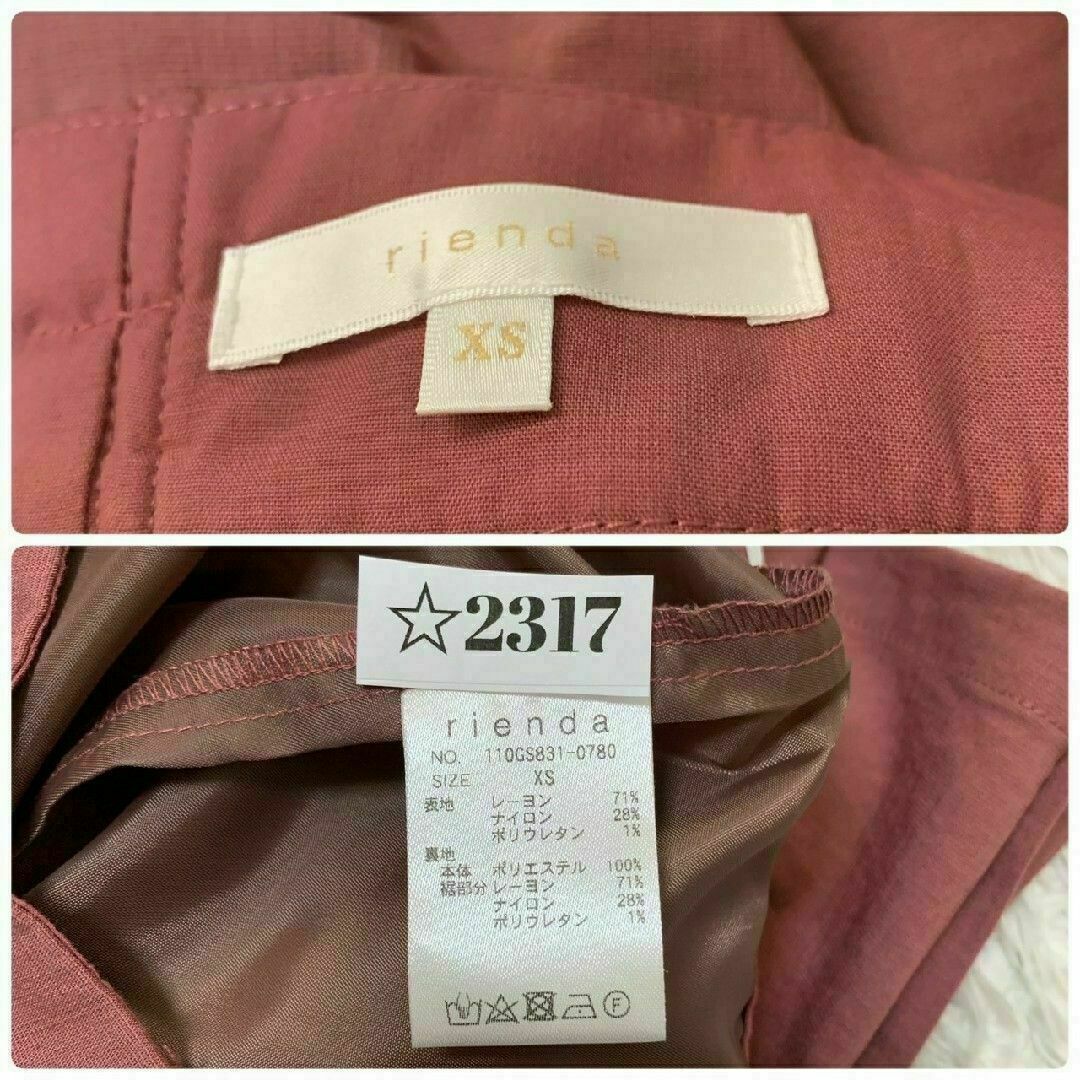 rienda
XS
☆2317
rienda
NO. 110GS831-0780
SIZE XS
表地 レーヨン 71%
ナイロン 28%
ポリウレタン 1%
裏地
本体 ポリエステル 100%
裾部分 レーヨン 71%
ナイロン 28%
ポリウレタン 1%
F